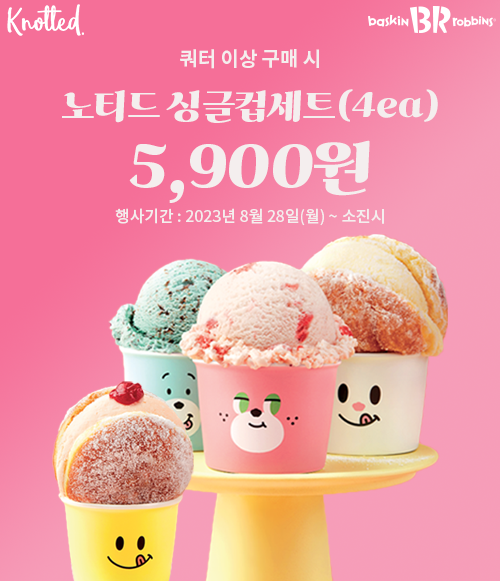 Knotted.
baskin BR robbins
쿼터 이상 구매 시
노티드 싱글컵세트(4ea)
5,900원
행사기간 : 2023년 8월 28일(월) ~ 소진시